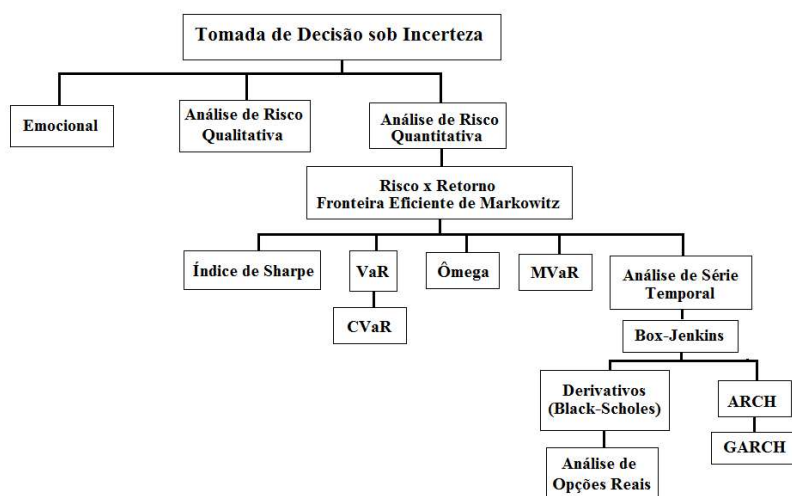 Tomada de Decisão sob Incerteza
Emocional
Análise de Risco
Qualitativa
Análise de Risco
Quantitativa
Risco x Retorno
Fronteira Eficiente de Markowitz
Índice de Sharpe
VaR
Ômega
MVaR
Análise de Série
Temporal
CVaR
Box-Jenkins
Derivativos
(Black-Scholes)
ARCH
GARCH
Análise de
Opções Reais